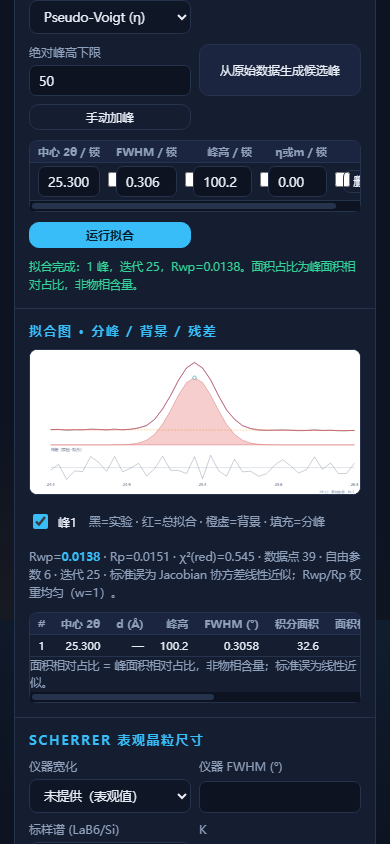 Pseudo-Voigt (η)
绝对峰高下限
50
从原始数据生成候选峰
手动加峰
中心 2θ / 锁 FWHM / 锁 峰高 / 锁 η或m / 锁
25.300 0.306 100.2 0.00
运行拟合
拟合完成：1 峰，迭代 25，Rwp=0.0138。面积占比为峰面积相
对占比，非物相含量。
拟合图 · 分峰 / 背景 / 残差
峰1 黑=实验 · 红=总拟合 · 橙虚=背景 · 填充=分峰
Rwp=0.0138 · Rp=0.0151 · χ²(red)=0.545 · 数据点 39 · 自由参
数 6 · 迭代 25 · 标准误为 Jacobian 协方差线性近似；Rwp/Rp 权
重均匀（w=1）。
# 中心 2θ d (Å) 峰高 FWHM (°) 积分面积
1 25.300 — 100.2 0.3058 32.6
面积相对占比 = 峰面积相对占比，非物相含量；标准误为线性近
似。
SCHERRER 表观晶粒尺寸
仪器宽化 仪器 FWHM (°)
未提供（表观值）
标样谱 (LaB6/Si) K